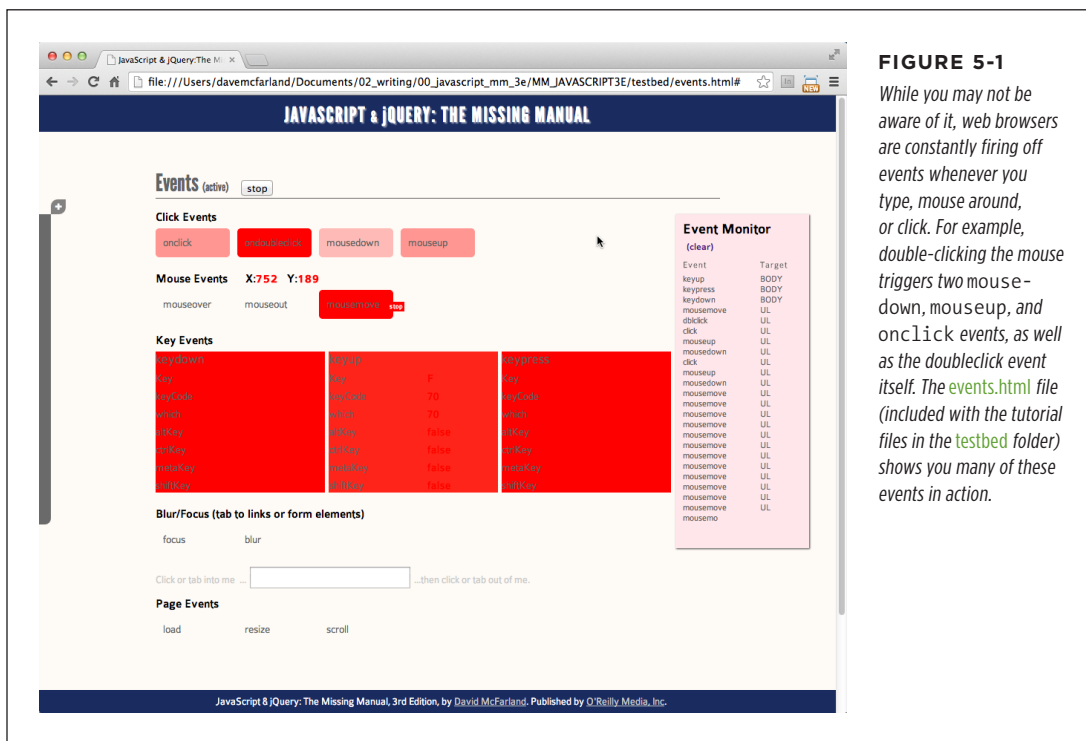 JavaScript & jQuery:The Mi
file:///Users/davemcfarland/Documents/02_writing/00_javascript_mm_3e/MM_JAVASCRIPT3E/testbed/events.html#
NEW
JAVASCRIPT & jQUERY: THE MISSING MANUAL
Events (active) stop
Click Events
onclick ondoubleclick mousedown mouseup
Mouse Events X:752 Y:189
mouseover mouseout mousemove stop
Key Events
keydown keyup keypress
Key Key F Key
keyCode keyCode 70 keyCode
which which 70 which
altKey altKey false altKey
ctrlKey ctrlKey false ctrlKey
metaKey metaKey false metaKey
shiftKey shiftKey false shiftKey
Blur/Focus (tab to links or form elements)
focus blur
Click or tab into me ... ...then click or tab out of me.
Page Events
load resize scroll
Event Monitor
(clear)
Event Target
keyup BODY
keypress BODY
keydown BODY
mousemove UL
dblclick UL
click UL
mouseup UL
mousedown UL
click UL
mouseup UL
mousedown UL
mousemove UL
mousemove UL
mousemove UL
mousemove UL
mousemove UL
mousemove UL
mousemove UL
mousemove UL
mousemove UL
mousemove UL
mousemove UL
mousemove UL
mousemo
JavaScript & jQuery: The Missing Manual, 3rd Edition, by David McFarland. Published by O'Reilly Media, Inc.
FIGURE 5-1
While you may not be
aware of it, web browsers
are constantly firing off
events whenever you
type, mouse around,
or click. For example,
double-clicking the mouse
triggers two mouse-
down, mouseup, and
onclick events, as well
as the doubleclick event
itself. The events.html file
(included with the tutorial
files in the testbed folder)
shows you many of these
events in action.